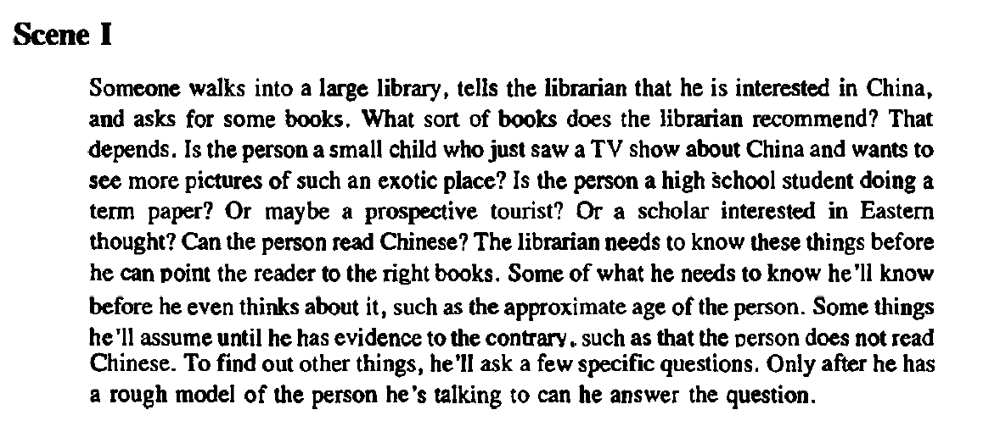 Scene I
Someone walks into a large library, tells the librarian that he is interested in China,
and asks for some books. What sort of books does the librarian recommend? That
depends. Is the person a small child who just saw a TV show about China and wants to
see more pictures of such an exotic place? Is the person a high school student doing a
term paper? Or maybe a prospective tourist? Or a scholar interested in Eastern
thought? Can the person read Chinese? The librarian needs to know these things before
he can point the reader to the right books. Some of what he needs to know he'll know
before he even thinks about it, such as the approximate age of the person. Some things
he'll assume until he has evidence to the contrary, such as that the person does not read
Chinese. To find out other things, he'll ask a few specific questions. Only after he has
a rough model of the person he's talking to can he answer the question.